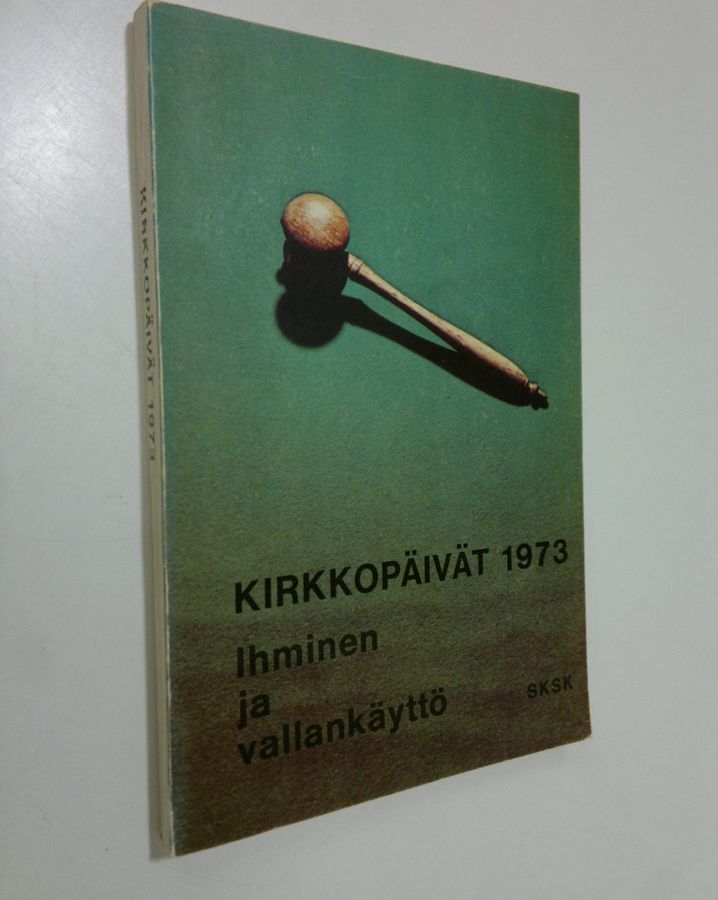 KIRKKOPÄIVÄT 1973
KIRKKOPÄIVÄT 1973
Ihminen
ja
vallankäyttö
SKSK